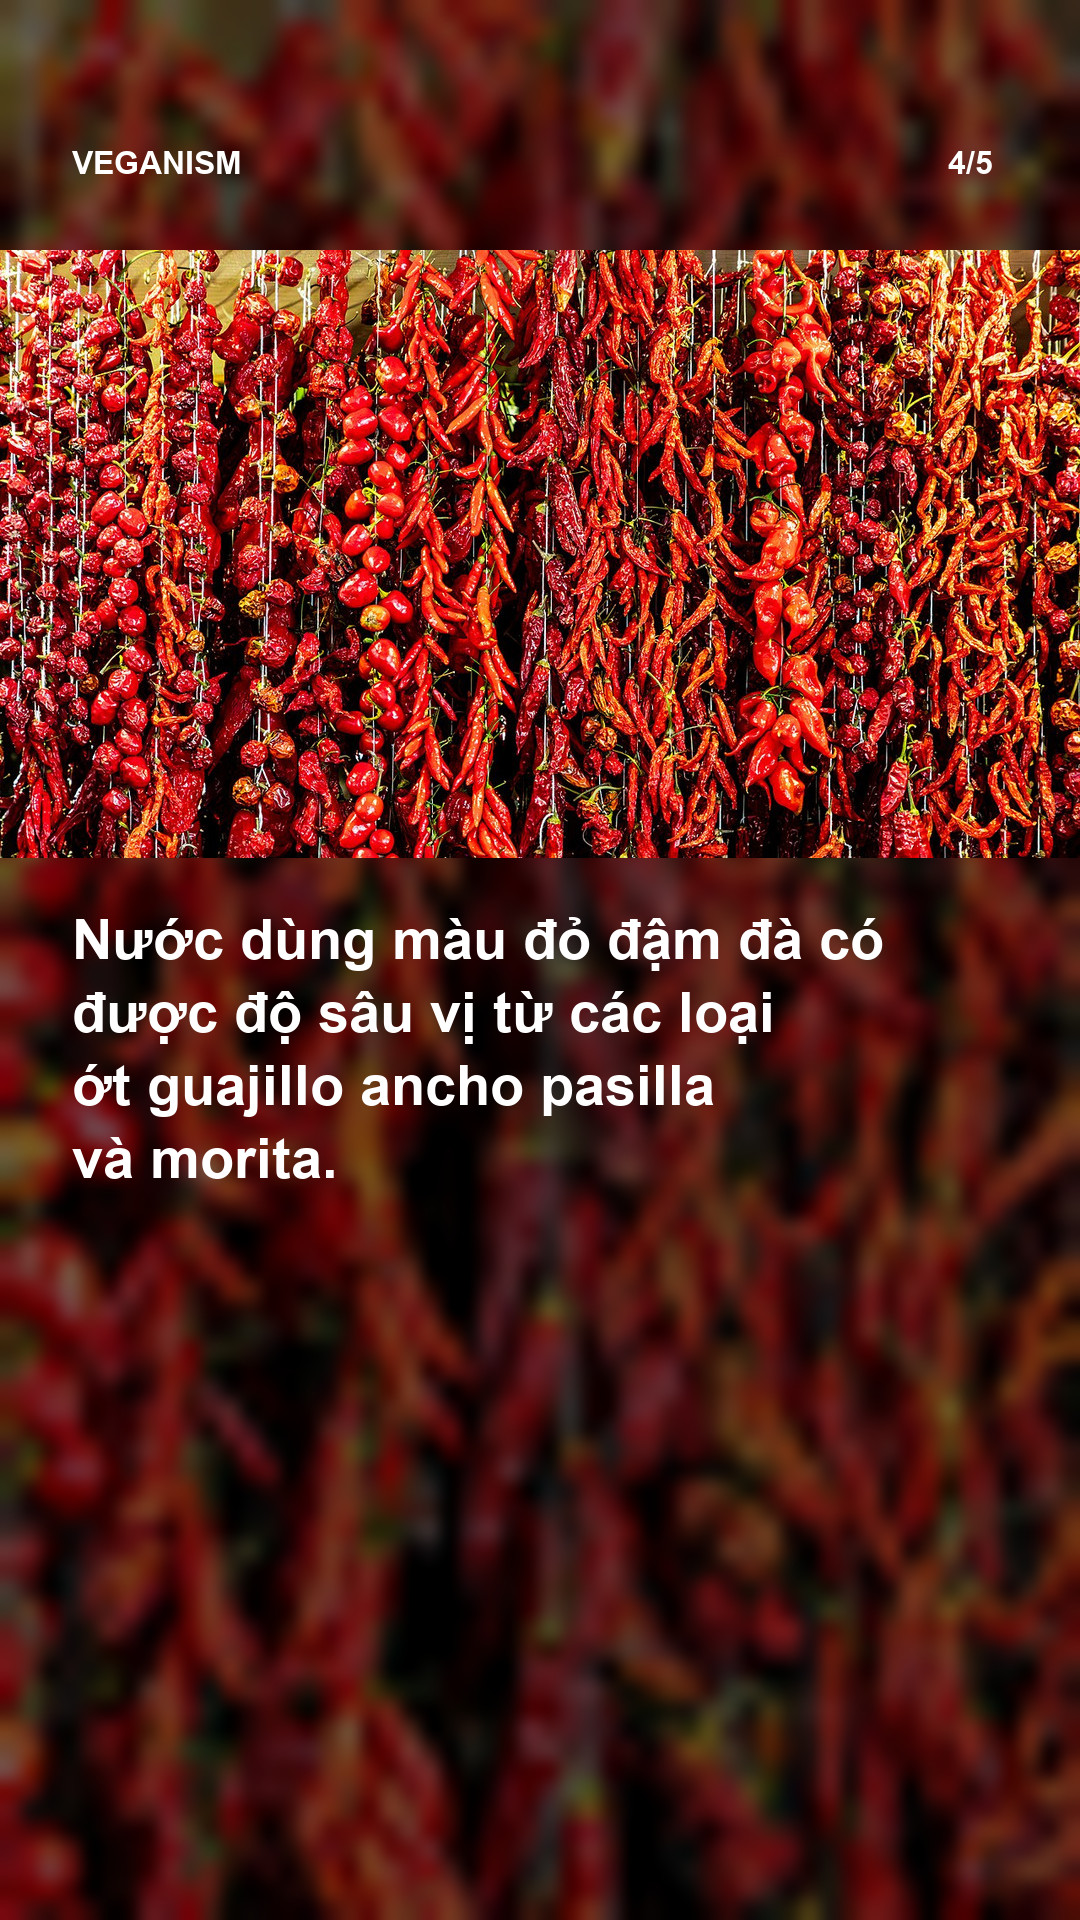 VEGANISM
4/5
Nước dùng màu đỏ đậm đà có
được độ sâu vị từ các loại
ớt guajillo ancho pasilla
và morita.